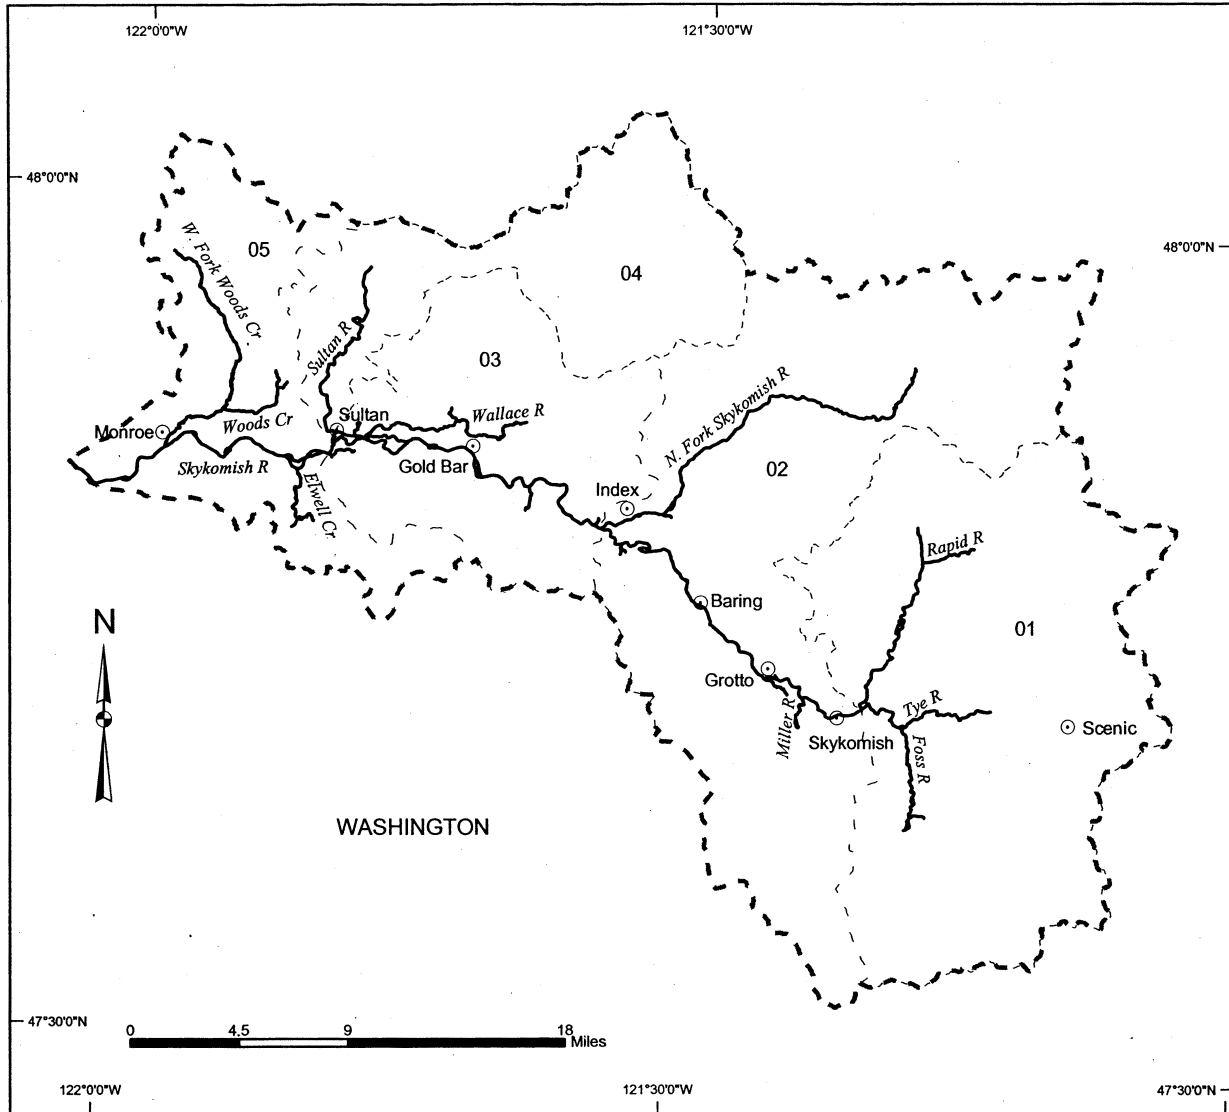 122°0'0"W
121°30'0"W
48°0'0"N
48°0'0"N
05
W. Fork Woods Cr
04
Sultan R
03
N. Fork Skykomish R
Wallace R
Sultan
Woods Cr
Monroe
Skykomish R
Gold Bar
02
Elwell Cr.
Index
Rapid R
Baring
01
N
Grotto
Miller R
Tye R
Skykomish
Foss R
Scenic
WASHINGTON
47°30'0"N
0 4.5 9 18
Miles
122°0'0"W
121°30'0"W
47°30'0"N